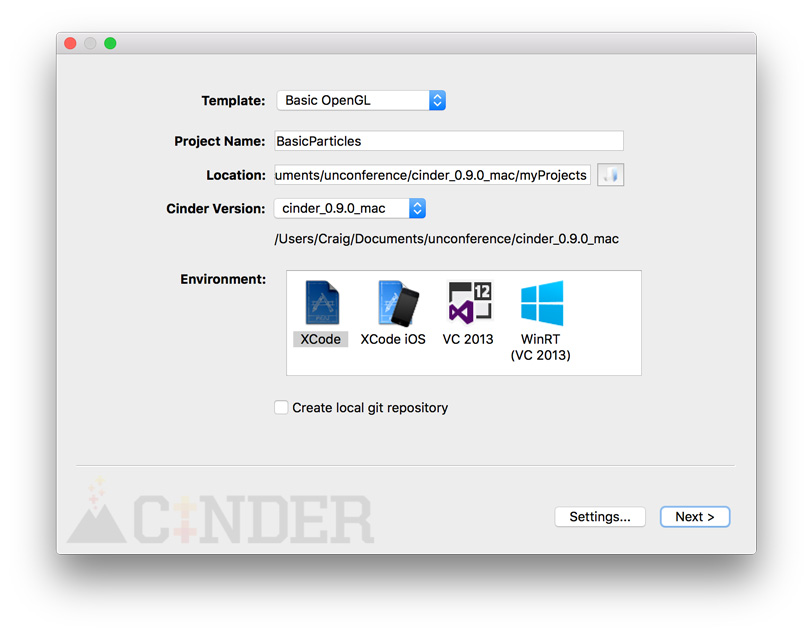 Template: Basic OpenGL
Project Name: BasicParticles
Location: uments/unconference/cinder_0.9.0_mac/myProjects
Cinder Version: cinder_0.9.0_mac
/Users/Craig/Documents/unconference/cinder_0.9.0_mac
Environment:
12
XCode XCode iOS VC 2013 WinRT
(VC 2013)
Create local git repository
CINDER
Settings... Next >